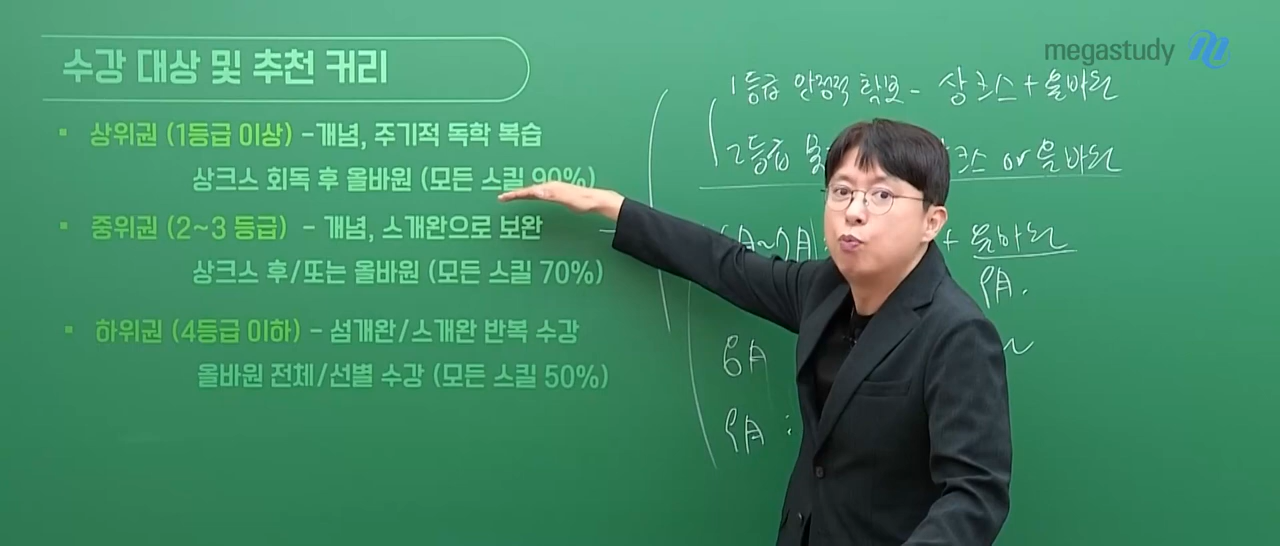 수강 대상 및 추천 커리
▪ 상위권 (1등급 이상) - 개념, 주기적 독학 복습
상크스 회독 후 올바원 (모든 스킬 90%)
▪ 중위권 (2~3 등급) - 개념, 스개완으로 보완
상크스 후/또는 올바원 (모든 스킬 70%)
▪ 하위권 (4등급 이하) - 섬개완/스개완 반복 수강
올바원 전체/선별 수강 (모든 스킬 50%)
megastudy
1등급 안정적 확보 - 상크스 + 올바원
2등급 크스 or 올바원
+ 올바원
9월.
6월
9월 :